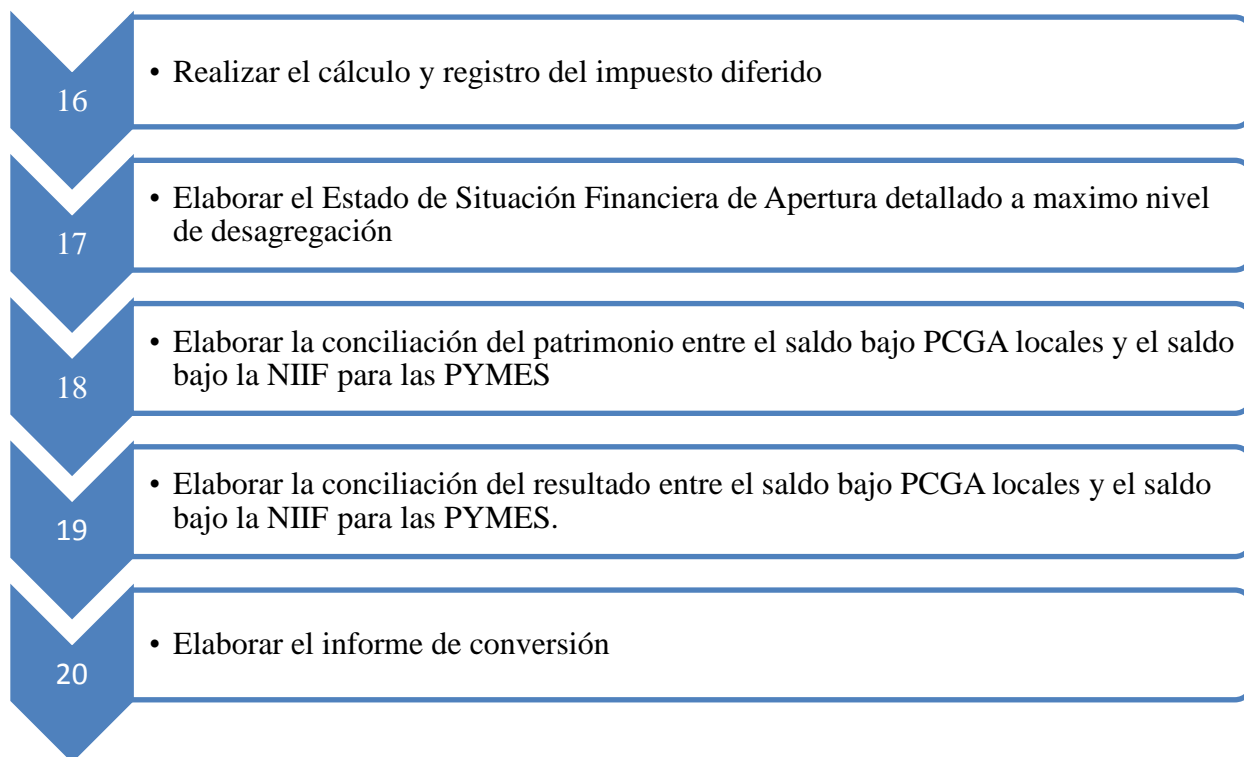 16
• Realizar el cálculo y registro del impuesto diferido
17
• Elaborar el Estado de Situación Financiera de Apertura detallado a maximo nivel
de desagregación
18
• Elaborar la conciliación del patrimonio entre el saldo bajo PCGA locales y el saldo
bajo la NIIF para las PYMES
19
• Elaborar la conciliación del resultado entre el saldo bajo PCGA locales y el saldo
bajo la NIIF para las PYMES.
20
• Elaborar el informe de conversión